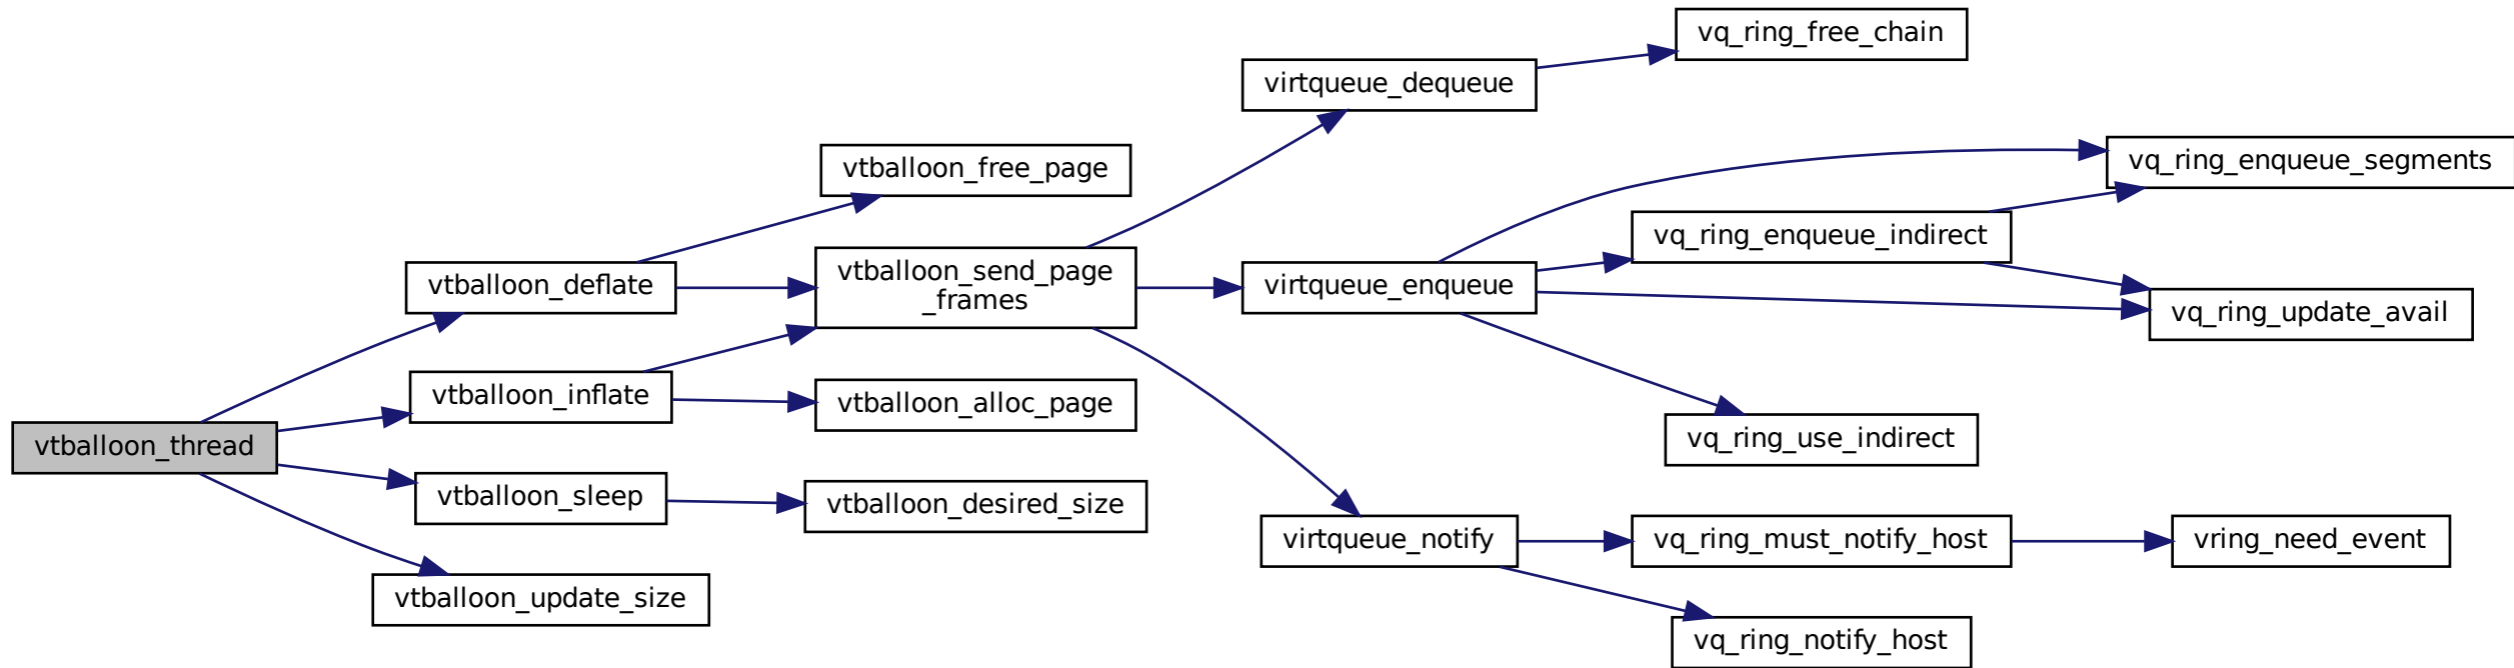 vq_ring_free_chain
virtqueue_dequeue
vq_ring_enqueue_segments
vtballoon_free_page
vq_ring_enqueue_indirect
vtballoon_deflate
vtballoon_send_page
_frames
virtqueue_enqueue
vq_ring_update_avail
vtballoon_inflate
vtballoon_alloc_page
vtballoon_thread
vq_ring_use_indirect
vtballoon_sleep
vtballoon_desired_size
virtqueue_notify
vq_ring_must_notify_host
vring_need_event
vtballoon_update_size
vq_ring_notify_host